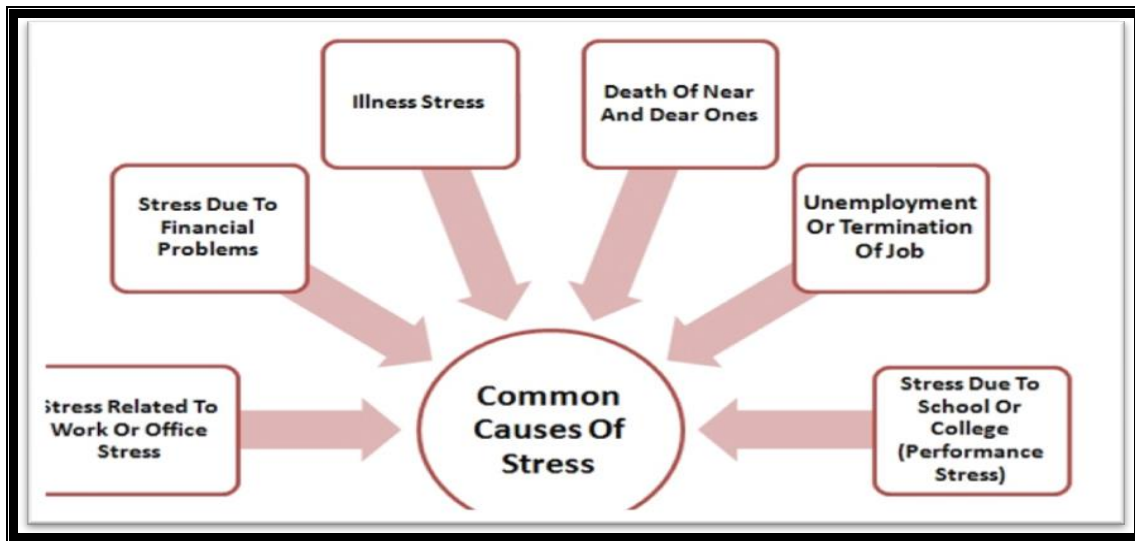 Illness Stress
Death Of Near
And Dear Ones
Stress Due To
Financial
Problems
Unemployment
Or Termination
Of Job
Stress Related To
Work Or Office
Stress
Common
Causes Of
Stress
Stress Due To
School Or
College
(Performance
Stress)